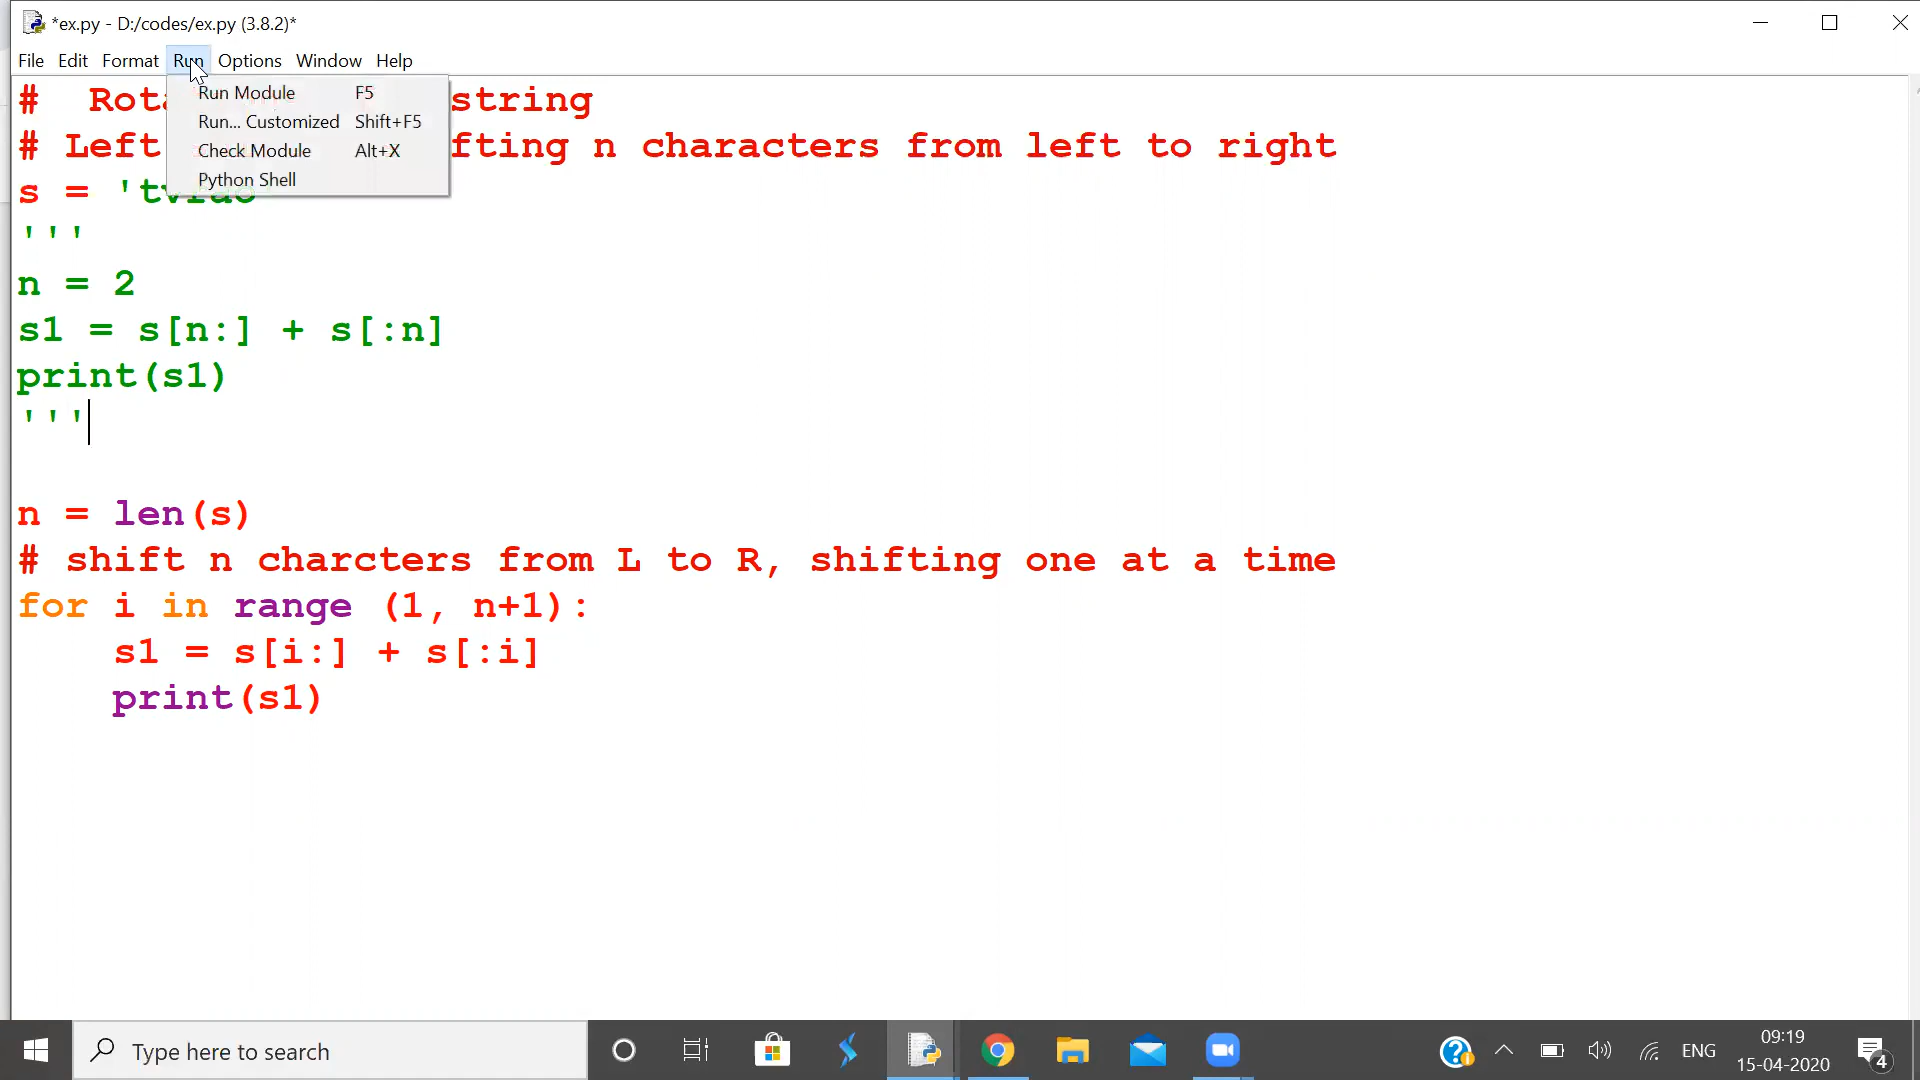 *ex.py - D:/codes/ex.py (3.8.2)*
File Edit Format Run Options Window Help
Run Module F5
Run... Customized Shift+F5
Check Module Alt+X
Python Shell
# string
# Left n characters from left to right
s = '
'''
n = 2
s1 = s[n:] + s[:n]
print(s1)
'''
n = len(s)
# shift n charcters from L to R, shifting one at a time
for i in range (1, n+1):
s1 = s[i:] + s[:i]
print(s1)
Type here to search
ENG
09:19
15-04-2020
4